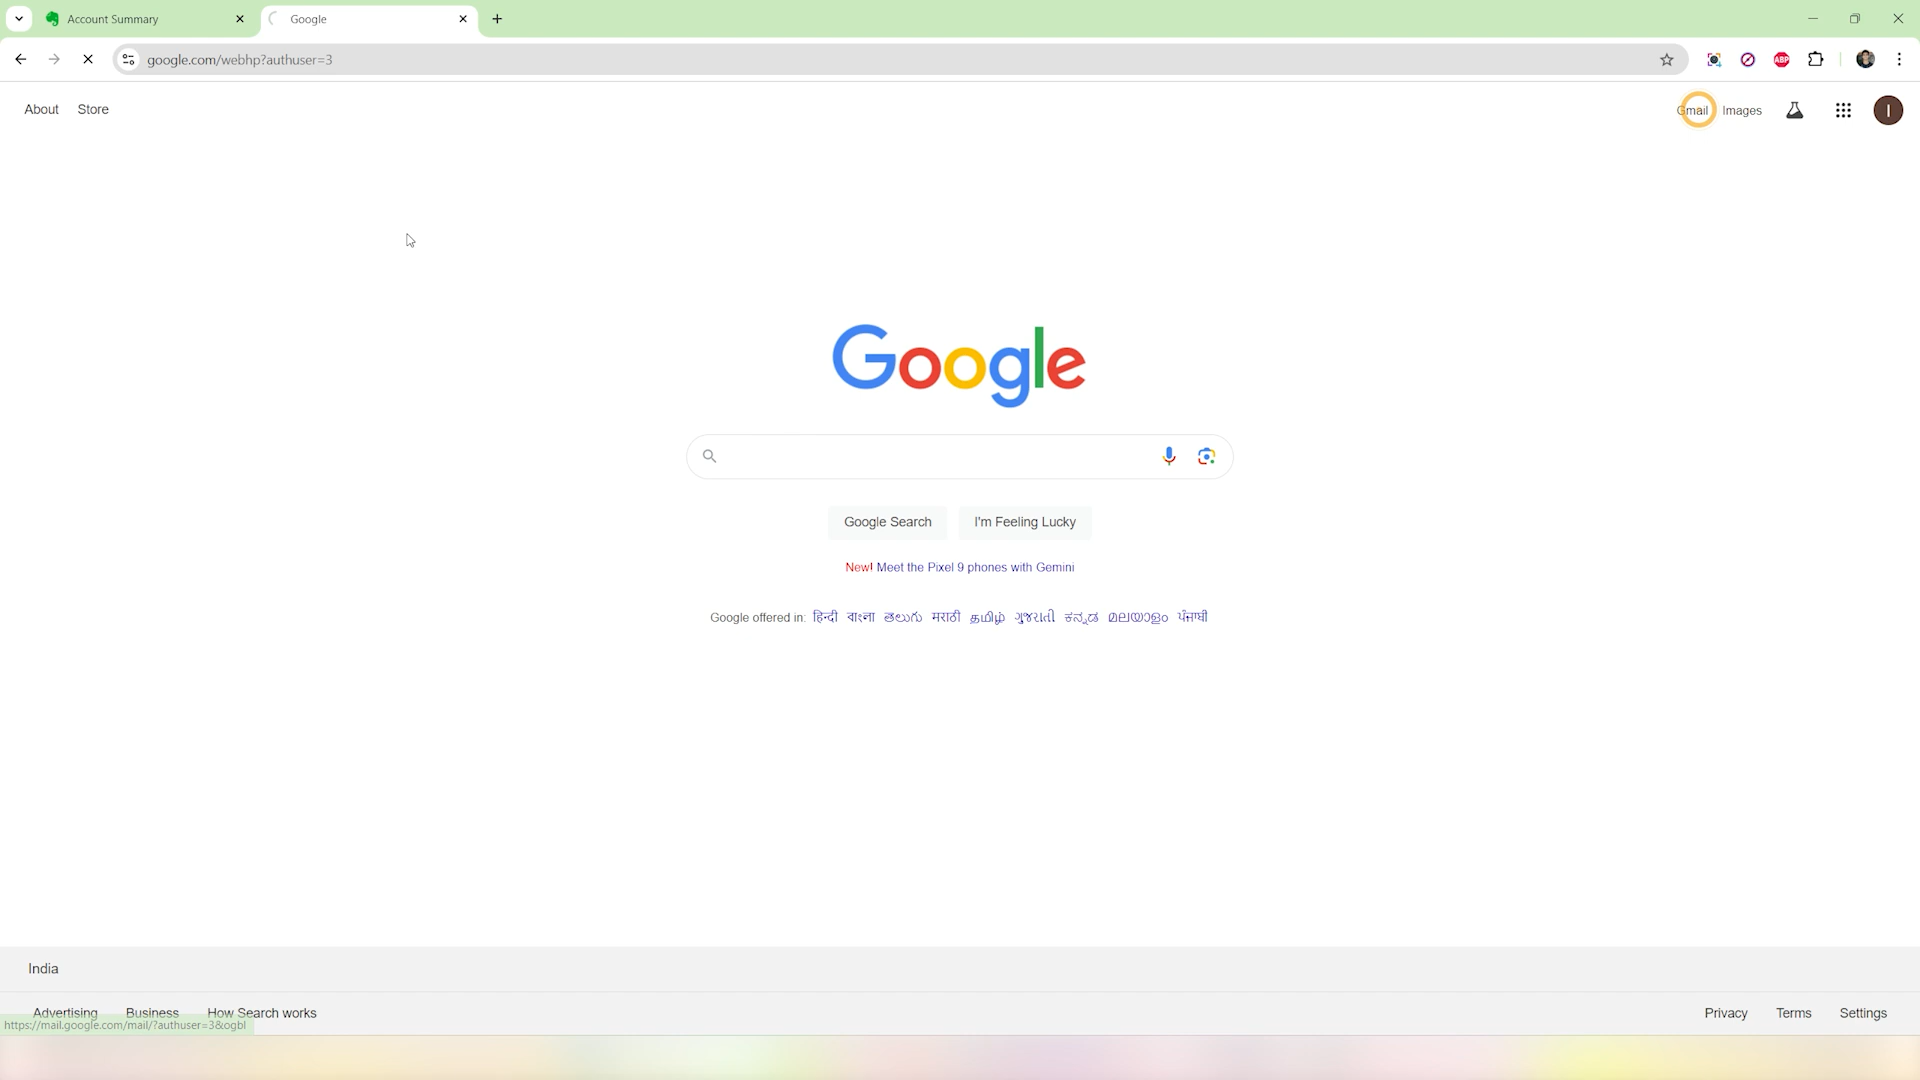 Account Summary
Google
google.com/webhp?authuser=3
ABP
About Store
Gmail Images
I
Google
Google Search I'm Feeling Lucky
New! Meet the Pixel 9 phones with Gemini
Google offered in: हिन्दी বাংলা తెలుగు मराठी தமிழ் ગુજરાતી ಕನ್ನಡ മലയാളം ਪੰਜਾਬੀ
India
Advertising Business How Search works
Privacy Terms Settings
https://mail.google.com/mail/?authuser=3&ogbl